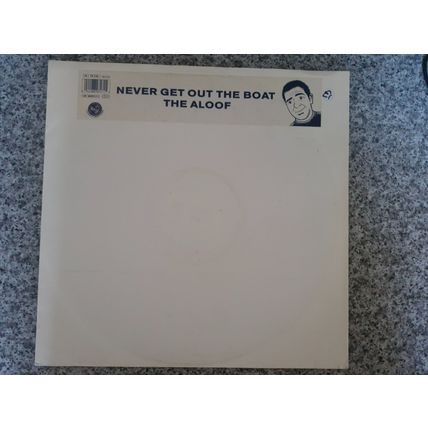 NEVER GET OUT THE BOAT
THE ALOOF